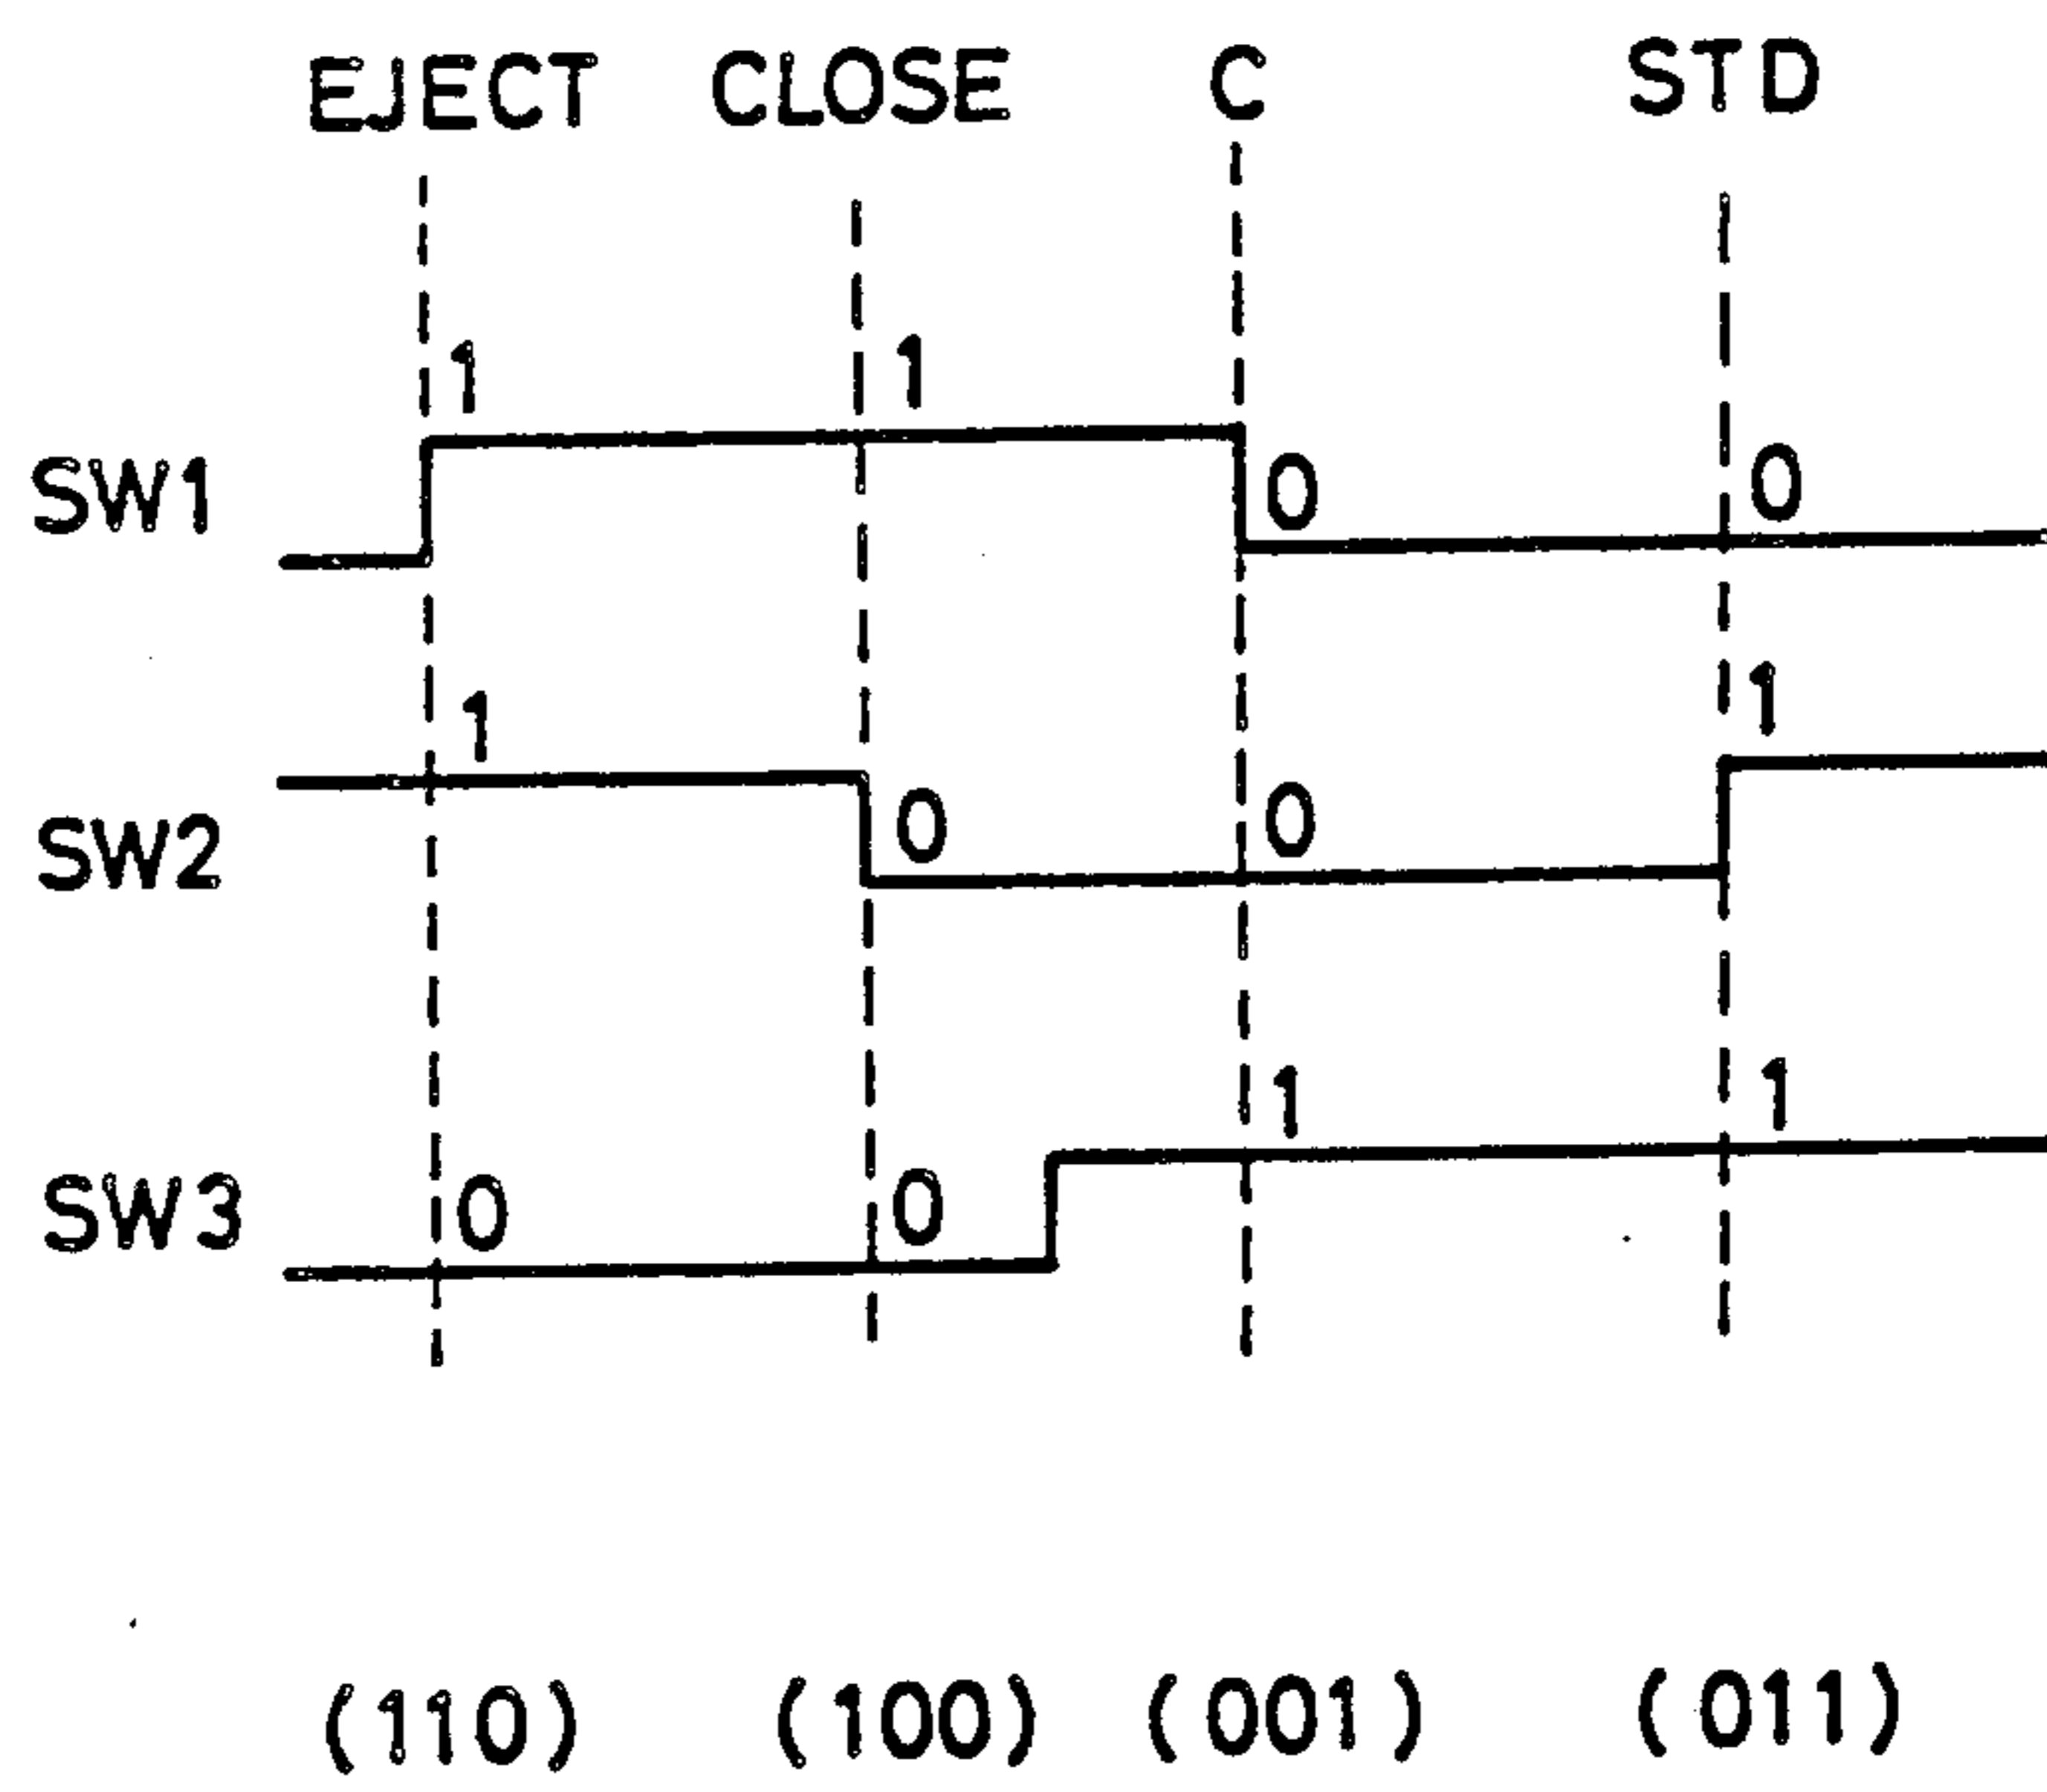 EJECT CLOSE C STD
1 1
SW1 0 0
1 1
SW2 0 0
1 1
SW3 0 0
(110) (100) (001) (011)